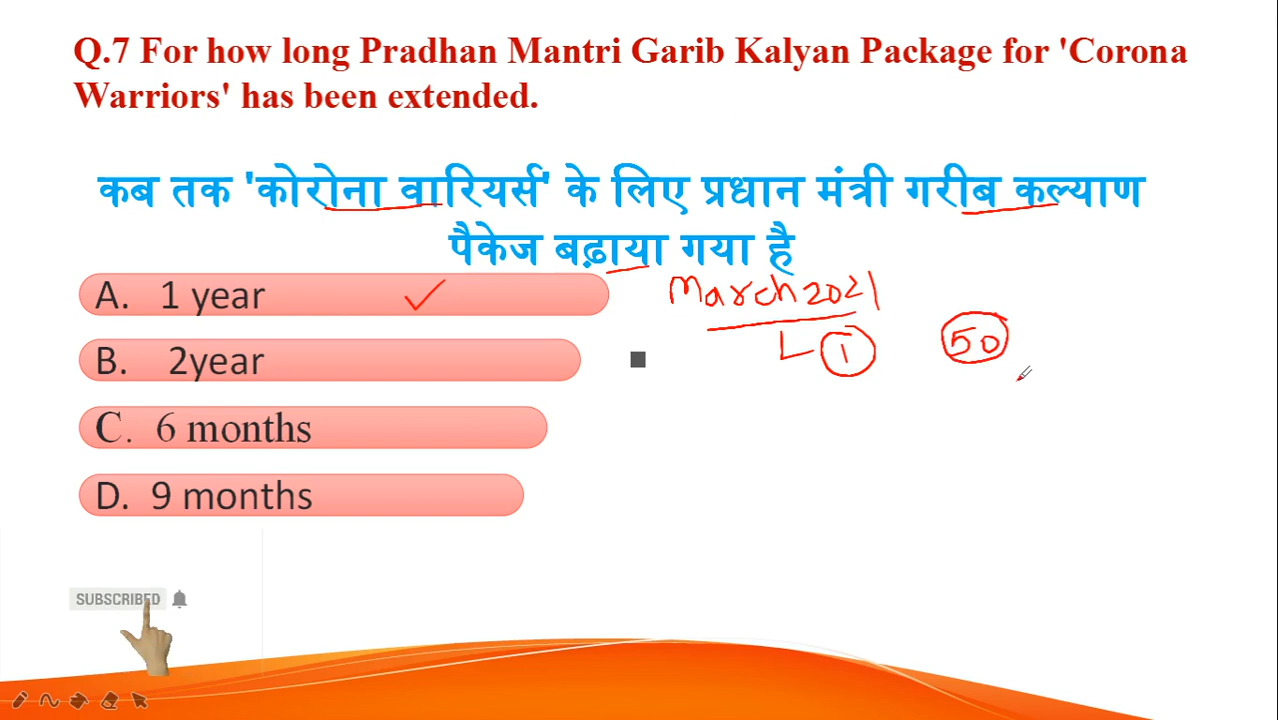 Q.7 For how long Pradhan Mantri Garib Kalyan Package for 'Corona
Warriors' has been extended.
कब तक 'कोरोना वारियर्स' के लिए प्रधान मंत्री गरीब कल्याण
पैकेज बढ़ाया गया है
A. 1 year
March 2021
B. 2year
1
50
C. 6 months
D. 9 months
SUBSCRIBED